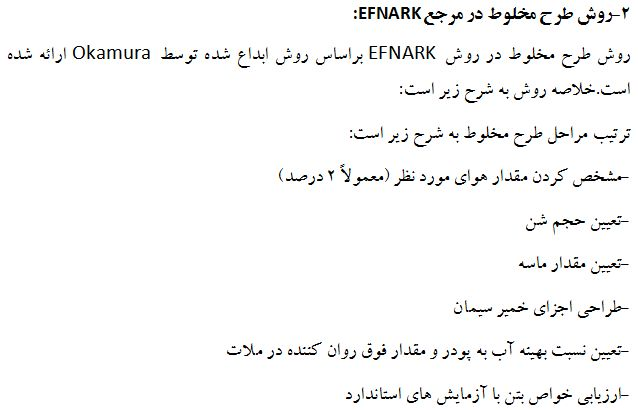 ۲-روش طرح مخلوط در مرجع EFNARK:
روش طرح مخلوط در روش EFNARK براساس روش ابداع شده توسط Okamura ارائه شده
است.خلاصه روش به شرح زیر است:
ترتیب مراحل طرح مخلوط به شرح زیر است:
-مشخص کردن مقدار هوای مورد نظر (معمولاً ۲ درصد)
-تعیین حجم شن
-تعیین مقدار ماسه
-طراحی اجزای خمیر سیمان
-تعیین نسبت بهینه آب به پودر و مقدار فوق روان کننده در ملات
-ارزیابی خواص بتن با آزمایش های استاندارد